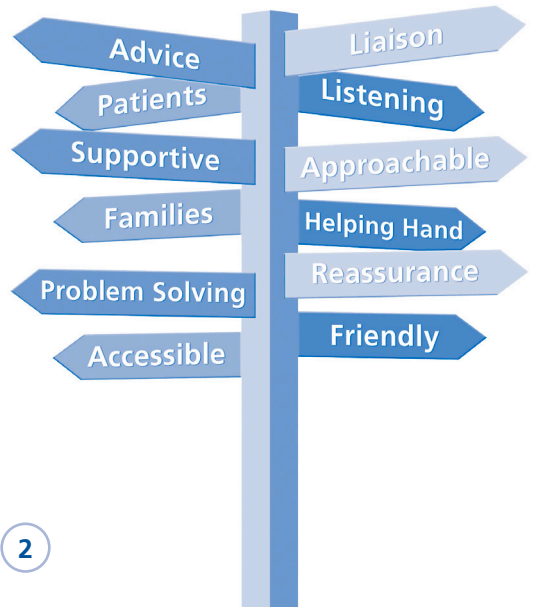 Advice
Liaison
Patients
Listening
Supportive
Approachable
Families
Helping Hand
Problem Solving
Reassurance
Accessible
Friendly
2